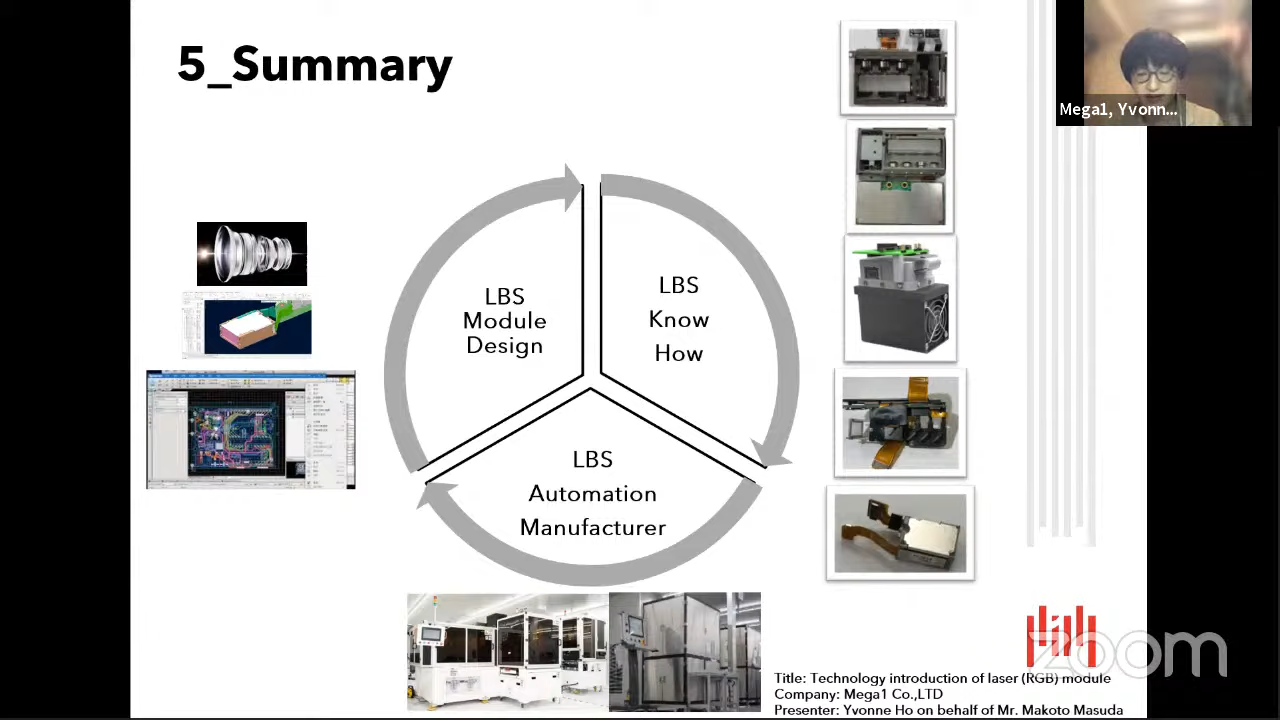 5_Summary
Mega1, Yvonn...
LBS
Module
Design
LBS
Know
How
LBS
Automation
Manufacturer
zoom
Title: Technology introduction of laser (RGB) module
Company: Mega1 Co.,LTD
Presenter: Yvonne Ho on behalf of Mr. Makoto Masuda